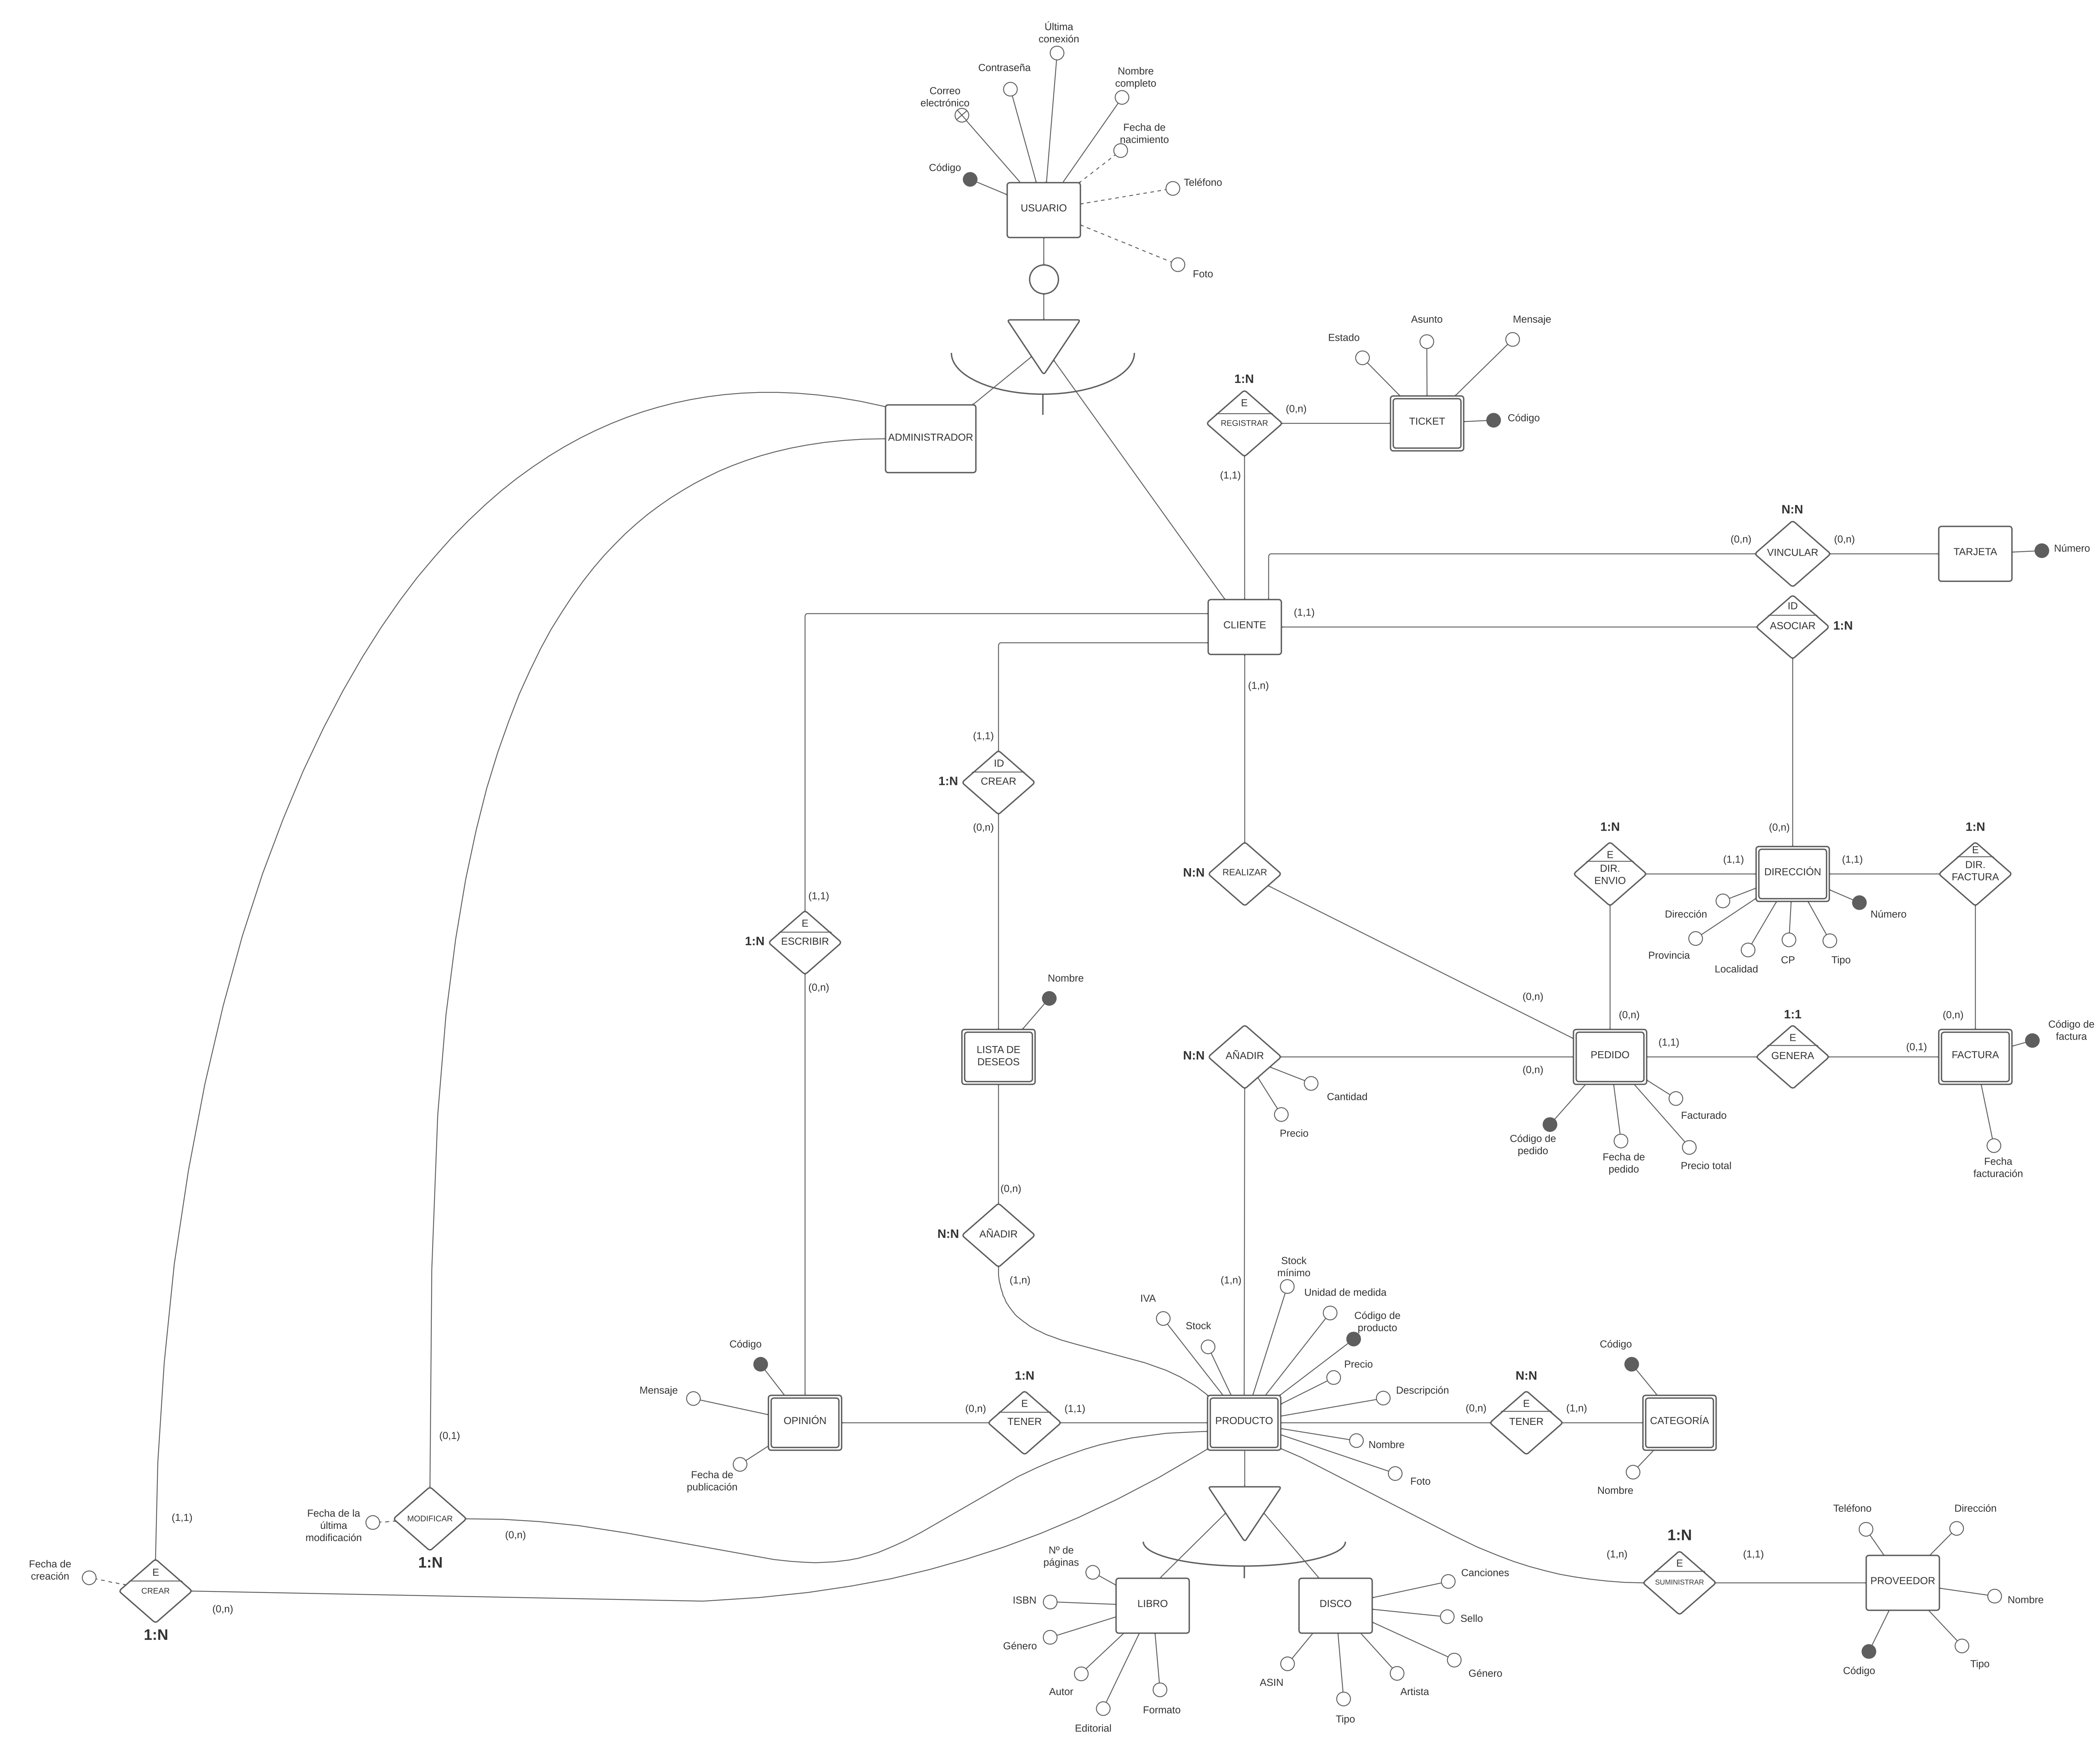 Última
conexión
Contraseña
Nombre
completo
Correo
electrónico
Fecha de
nacimiento
Código
Teléfono
USUARIO
Foto
Estado
Asunto
Mensaje
1:N
E
REGISTRAR
(0,n)
TICKET
Código
ADMINISTRADOR
(1,1)
N:N
(0,n)
VINCULAR
(0,n)
TARJETA
Número
CLIENTE
(1,1)
ID
ASOCIAR
1:N
(1,n)
(1,1)
1:N
ID
CREAR
(0,n)
(0,n)
1:N
1:N
N:N
REALIZAR
E
DIR.
ENVIO
(1,1)
DIRECCIÓN
(1,1)
E
DIR.
FACTURA
(1,1)
Dirección
Número
1:N
E
ESCRIBIR
Provincia
Localidad
CP
Tipo
(0,n)
Nombre
(0,n)
(0,n)
1:1
(0,n)
Código de
factura
LISTA DE
DESEOS
N:N
AÑADIR
(0,n)
PEDIDO
(1,1)
E
GENERA
(0,1)
FACTURA
Cantidad
Precio
Facturado
Código de
pedido
Fecha de
pedido
Precio total
Fecha
facturación
(0,n)
N:N
AÑADIR
(1,n)
(1,n)
Stock
mínimo
IVA
Unidad de medida
Stock
Código de
producto
Código
Precio
Código
Mensaje
1:N
Descripción
N:N
OPINIÓN
(0,n)
E
TENER
(1,1)
PRODUCTO
(0,n)
E
TENER
(1,n)
CATEGORÍA
(0,1)
Nombre
Fecha de
publicación
Foto
Nombre
Fecha de la
última
modificación
MODIFICAR
(1,1)
(0,n)
Teléfono
Dirección
1:N
1:N
Nº de
páginas
(1,n)
E
SUMINISTRAR
(1,1)
PROVEEDOR
Fecha de
creación
E
CREAR
Canciones
ISBN
LIBRO
DISCO
Nombre
(0,n)
Sello
1:N
Género
Género
Tipo
Código
Autor
ASIN
Artista
Editorial
Formato
Tipo